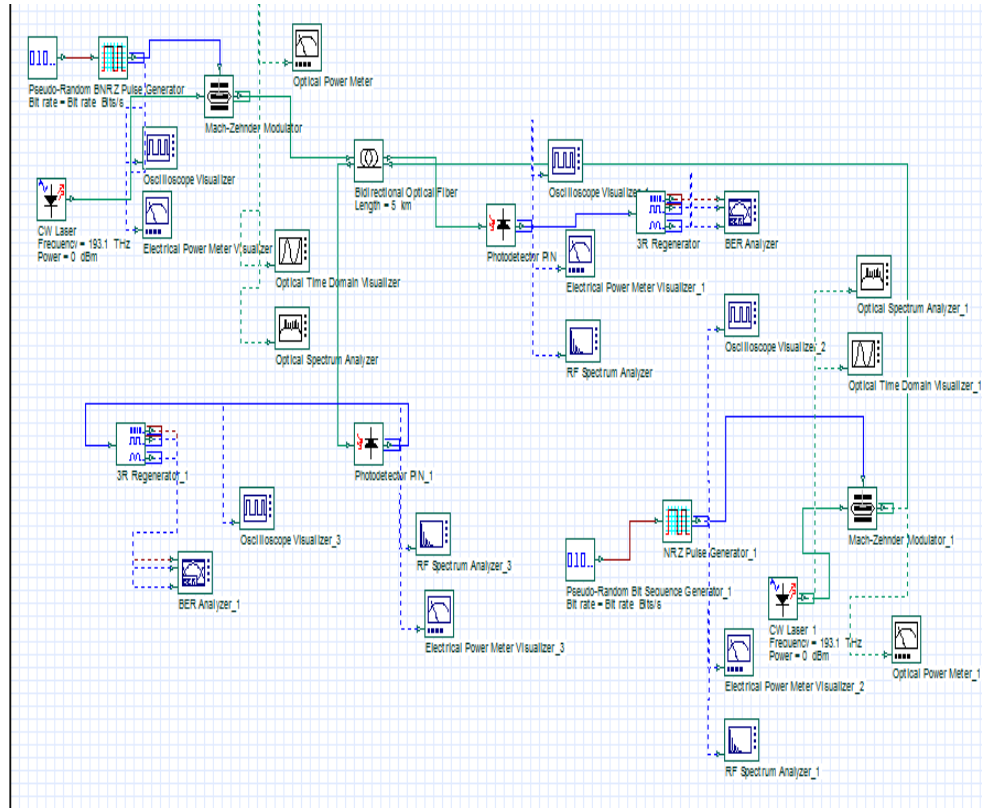 Optical Power Meter
Pseudo-Random BNRZ Pulse Generator
Bit rate = Bit rate Bits/s
Mach-Zehnder Modulator
Oscilloscope Visualizer
Bidirectional Optical Fiber
Length = 5 km
Oscilloscope Visualizer_1
CW Laser
Frequency = 193.1 THz
Power = 0 dBm
Electrical Power Meter Visualizer
Photodetector PIN
3R Regenerator
BER Analyzer
Optical Time Domain Visualizer
Electrical Power Meter Visualizer_1
Optical Spectrum Analyzer_1
Optical Spectrum Analyzer
RF Spectrum Analyzer
Oscilloscope Visualizer_2
Optical Time Domain Visualizer_1
3R Regenerator_1
Photodetector PIN_1
Oscilloscope Visualizer_3
NRZ Pulse Generator_1
Mach-Zehnder Modulator_1
RF Spectrum Analyzer_3
Pseudo-Random Bit Sequence Generator_1
Bit rate = Bit rate Bits/s
BER Analyzer_1
CW Laser_1
Frequency = 193.1 THz
Power = 0 dBm
Electrical Power Meter Visualizer_3
Optical Power Meter_1
Electrical Power Meter Visualizer_2
RF Spectrum Analyzer_1